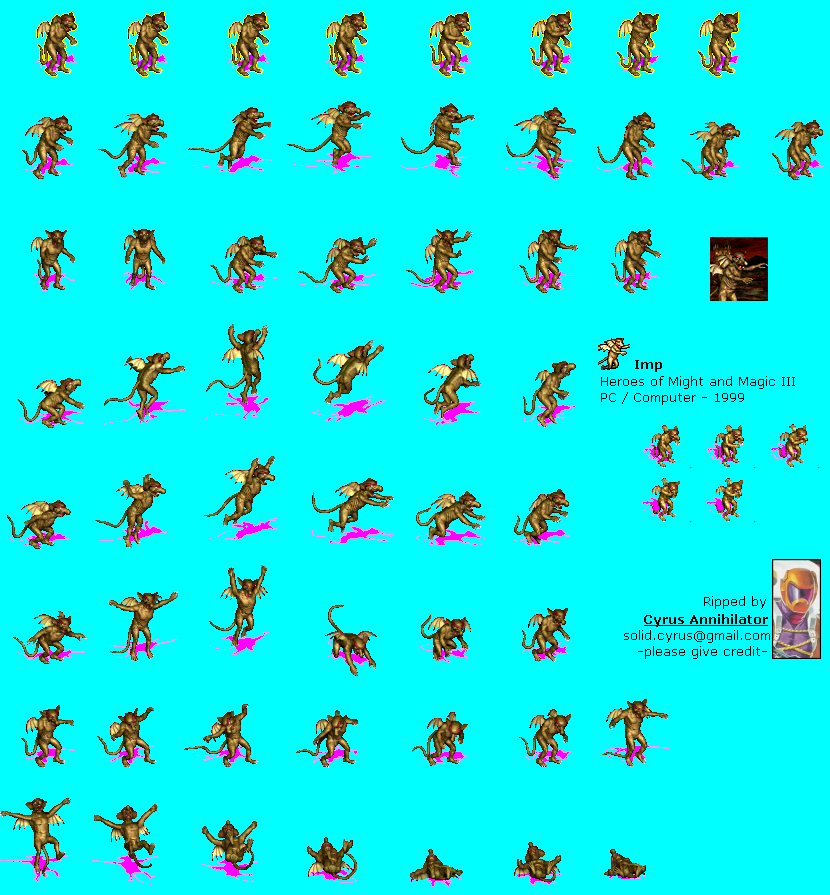 Imp
Heroes of Might and Magic III
PC / Computer - 1999
Ripped by
Cyrus Annihilator
solid.cyrus@gmail.com
-please give credit-